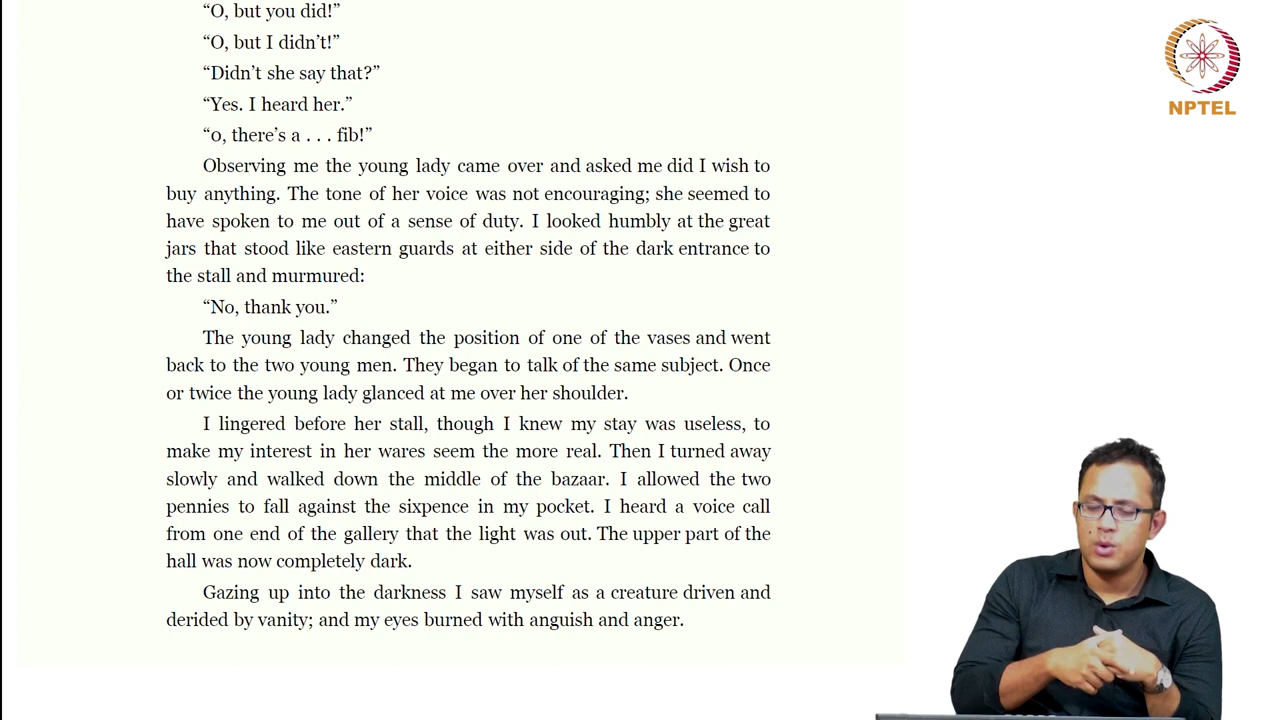 “O, but you did!”
“O, but I didn’t!”
“Didn’t she say that?”
“Yes. I heard her.”
“0, there’s a . . . fib!”
Observing me the young lady came over and asked me did I wish to
buy anything. The tone of her voice was not encouraging; she seemed to
have spoken to me out of a sense of duty. I looked humbly at the great
jars that stood like eastern guards at either side of the dark entrance to
the stall and murmured:
“No, thank you.”
The young lady changed the position of one of the vases and went
back to the two young men. They began to talk of the same subject. Once
or twice the young lady glanced at me over her shoulder.
I lingered before her stall, though I knew my stay was useless, to
make my interest in her wares seem the more real. Then I turned away
slowly and walked down the middle of the bazaar. I allowed the two
pennies to fall against the sixpence in my pocket. I heard a voice call
from one end of the gallery that the light was out. The upper part of the
hall was now completely dark.
Gazing up into the darkness I saw myself as a creature driven and
derided by vanity; and my eyes burned with anguish and anger.
NPTEL